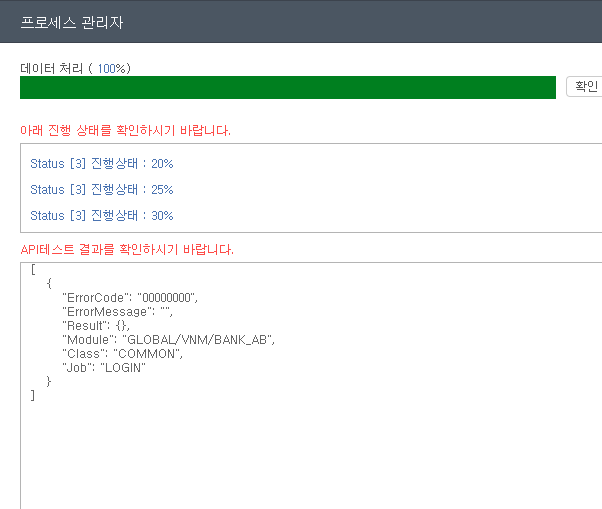 프로세스 관리자
데이터 처리 ( 100%)
확인
아래 진행 상태를 확인하시기 바랍니다.
Status [3] 진행상태 : 20%
Status [3] 진행상태 : 25%
Status [3] 진행상태 : 30%
API테스트 결과를 확인하시기 바랍니다.
[
{
"ErrorCode": "00000000",
"ErrorMessage": "",
"Result": {},
"Module": "GLOBAL/VNM/BANK_AB",
"Class": "COMMON",
"Job": "LOGIN"
}
]